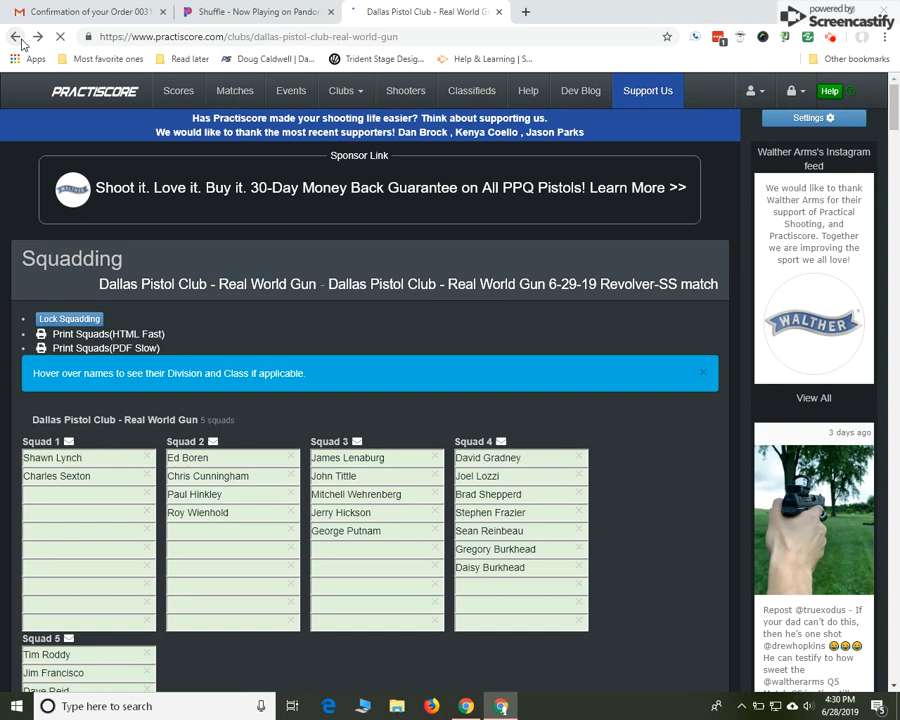 Confirmation of your Order 0031
Shuffle - Now Playing on Pandora
Dallas Pistol Club - Real World G
powered by
Screencastify
https://www.practiscore.com/clubs/dallas-pistol-club-real-world-gun
Apps
Most favorite ones
Read later
Doug Caldwell | Da...
Trident Stage Design...
Help & Learning | S...
Other bookmarks
PRACTISCORE
Scores
Matches
Events
Clubs
Shooters
Classifieds
Help
Dev Blog
Support Us
Help
Has Practiscore made your shooting life easier? Think about supporting us.
We would like to thank the most recent supporters! Dan Brock , Kenya Coello , Jason Parks
Settings
Sponsor Link
WALTHER
Shoot it. Love it. Buy it. 30-Day Money Back Guarantee on All PPQ Pistols! Learn More >>
Walther Arms's Instagram
feed
We would like to thank
Walther Arms for their
support of Practical
Shooting, and
Practiscore. Together
we are improving the
sport we all love!
WALTHER
View All
3 days ago
Repost @truexodus - If
your dad can't do this,
then he's one shot
@drewhopkins
He can testify to how
sweet the
@waltherarms Q5
Squadding
Dallas Pistol Club - Real World Gun - Dallas Pistol Club - Real World Gun 6-29-19 Revolver-SS match
Lock Squadding
Print Squads(HTML Fast)
Print Squads(PDF Slow)
Hover over names to see their Division and Class if applicable.
Dallas Pistol Club - Real World Gun 5 squads
Squad 1
Shawn Lynch
Charles Sexton
Squad 2
Ed Boren
Chris Cunningham
Paul Hinkley
Roy Wienhold
Squad 3
James Lenaburg
John Tittle
Mitchell Wehrenberg
Jerry Hickson
George Putnam
Squad 4
David Gradney
Joel Lozzi
Brad Shepperd
Stephen Frazier
Sean Reinbeau
Gregory Burkhead
Daisy Burkhead
Squad 5
Tim Roddy
Jim Francisco
Dave Reid
Type here to search
4:30 PM
6/28/2019
5